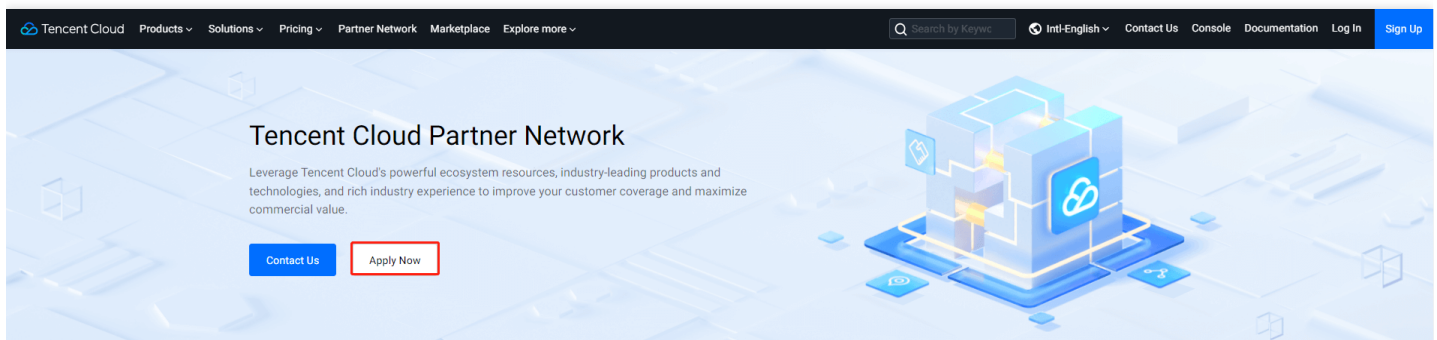 Tencent Cloud Products Solutions Pricing Partner Network Marketplace Explore more Search by Keywc Intl-English Contact Us Console Documentation Log In Sign Up
Tencent Cloud Partner Network
Leverage Tencent Cloud's powerful ecosystem resources, industry-leading products and
technologies, and rich industry experience to improve your customer coverage and maximize
commercial value.
Contact Us Apply Now